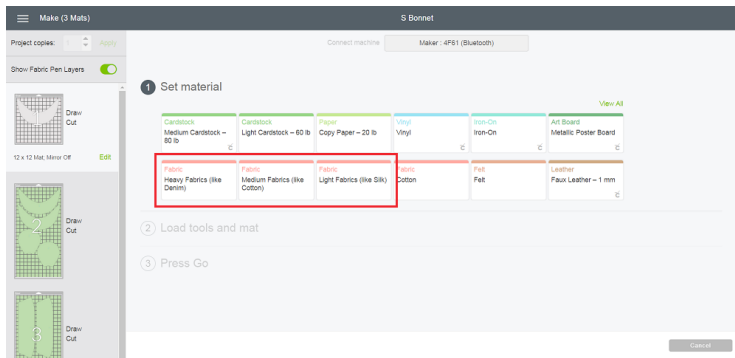 Make (3 Mats)
S Bonnet
Project copies:
1
Apply
Connect machine
Maker : 4F61 (Bluetooth)
Show Fabric Pen Layers
1 Set material
View All
Draw
Cut
1
12 x 12 Mat, Mirror Off
Edit
Cardstock
Medium Cardstock –
80 lb
Cardstock
Light Cardstock – 60 lb
Paper
Copy Paper – 20 lb
Vinyl
Vinyl
Iron-On
Iron-On
Art Board
Metallic Poster Board
Fabric
Heavy Fabrics (like
Denim)
Fabric
Medium Fabrics (like
Cotton)
Fabric
Light Fabrics (like Silk)
Fabric
Cotton
Felt
Felt
Leather
Faux Leather – 1 mm
2
Draw
Cut
2 Load tools and mat
3 Press Go
3
Draw
Cut
Cancel